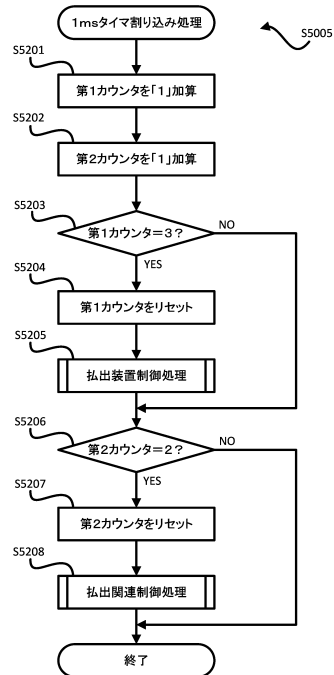 1msタイマ割り込み処理
S5005
S5201
第1カウンタを「1」加算
S5202
第2カウンタを「1」加算
S5203
第1カウンタ=3?
NO
YES
S5204
第1カウンタをリセット
S5205
払出装置制御処理
S5206
第2カウンタ=2?
NO
YES
S5207
第2カウンタをリセット
S5208
払出関連制御処理
終了